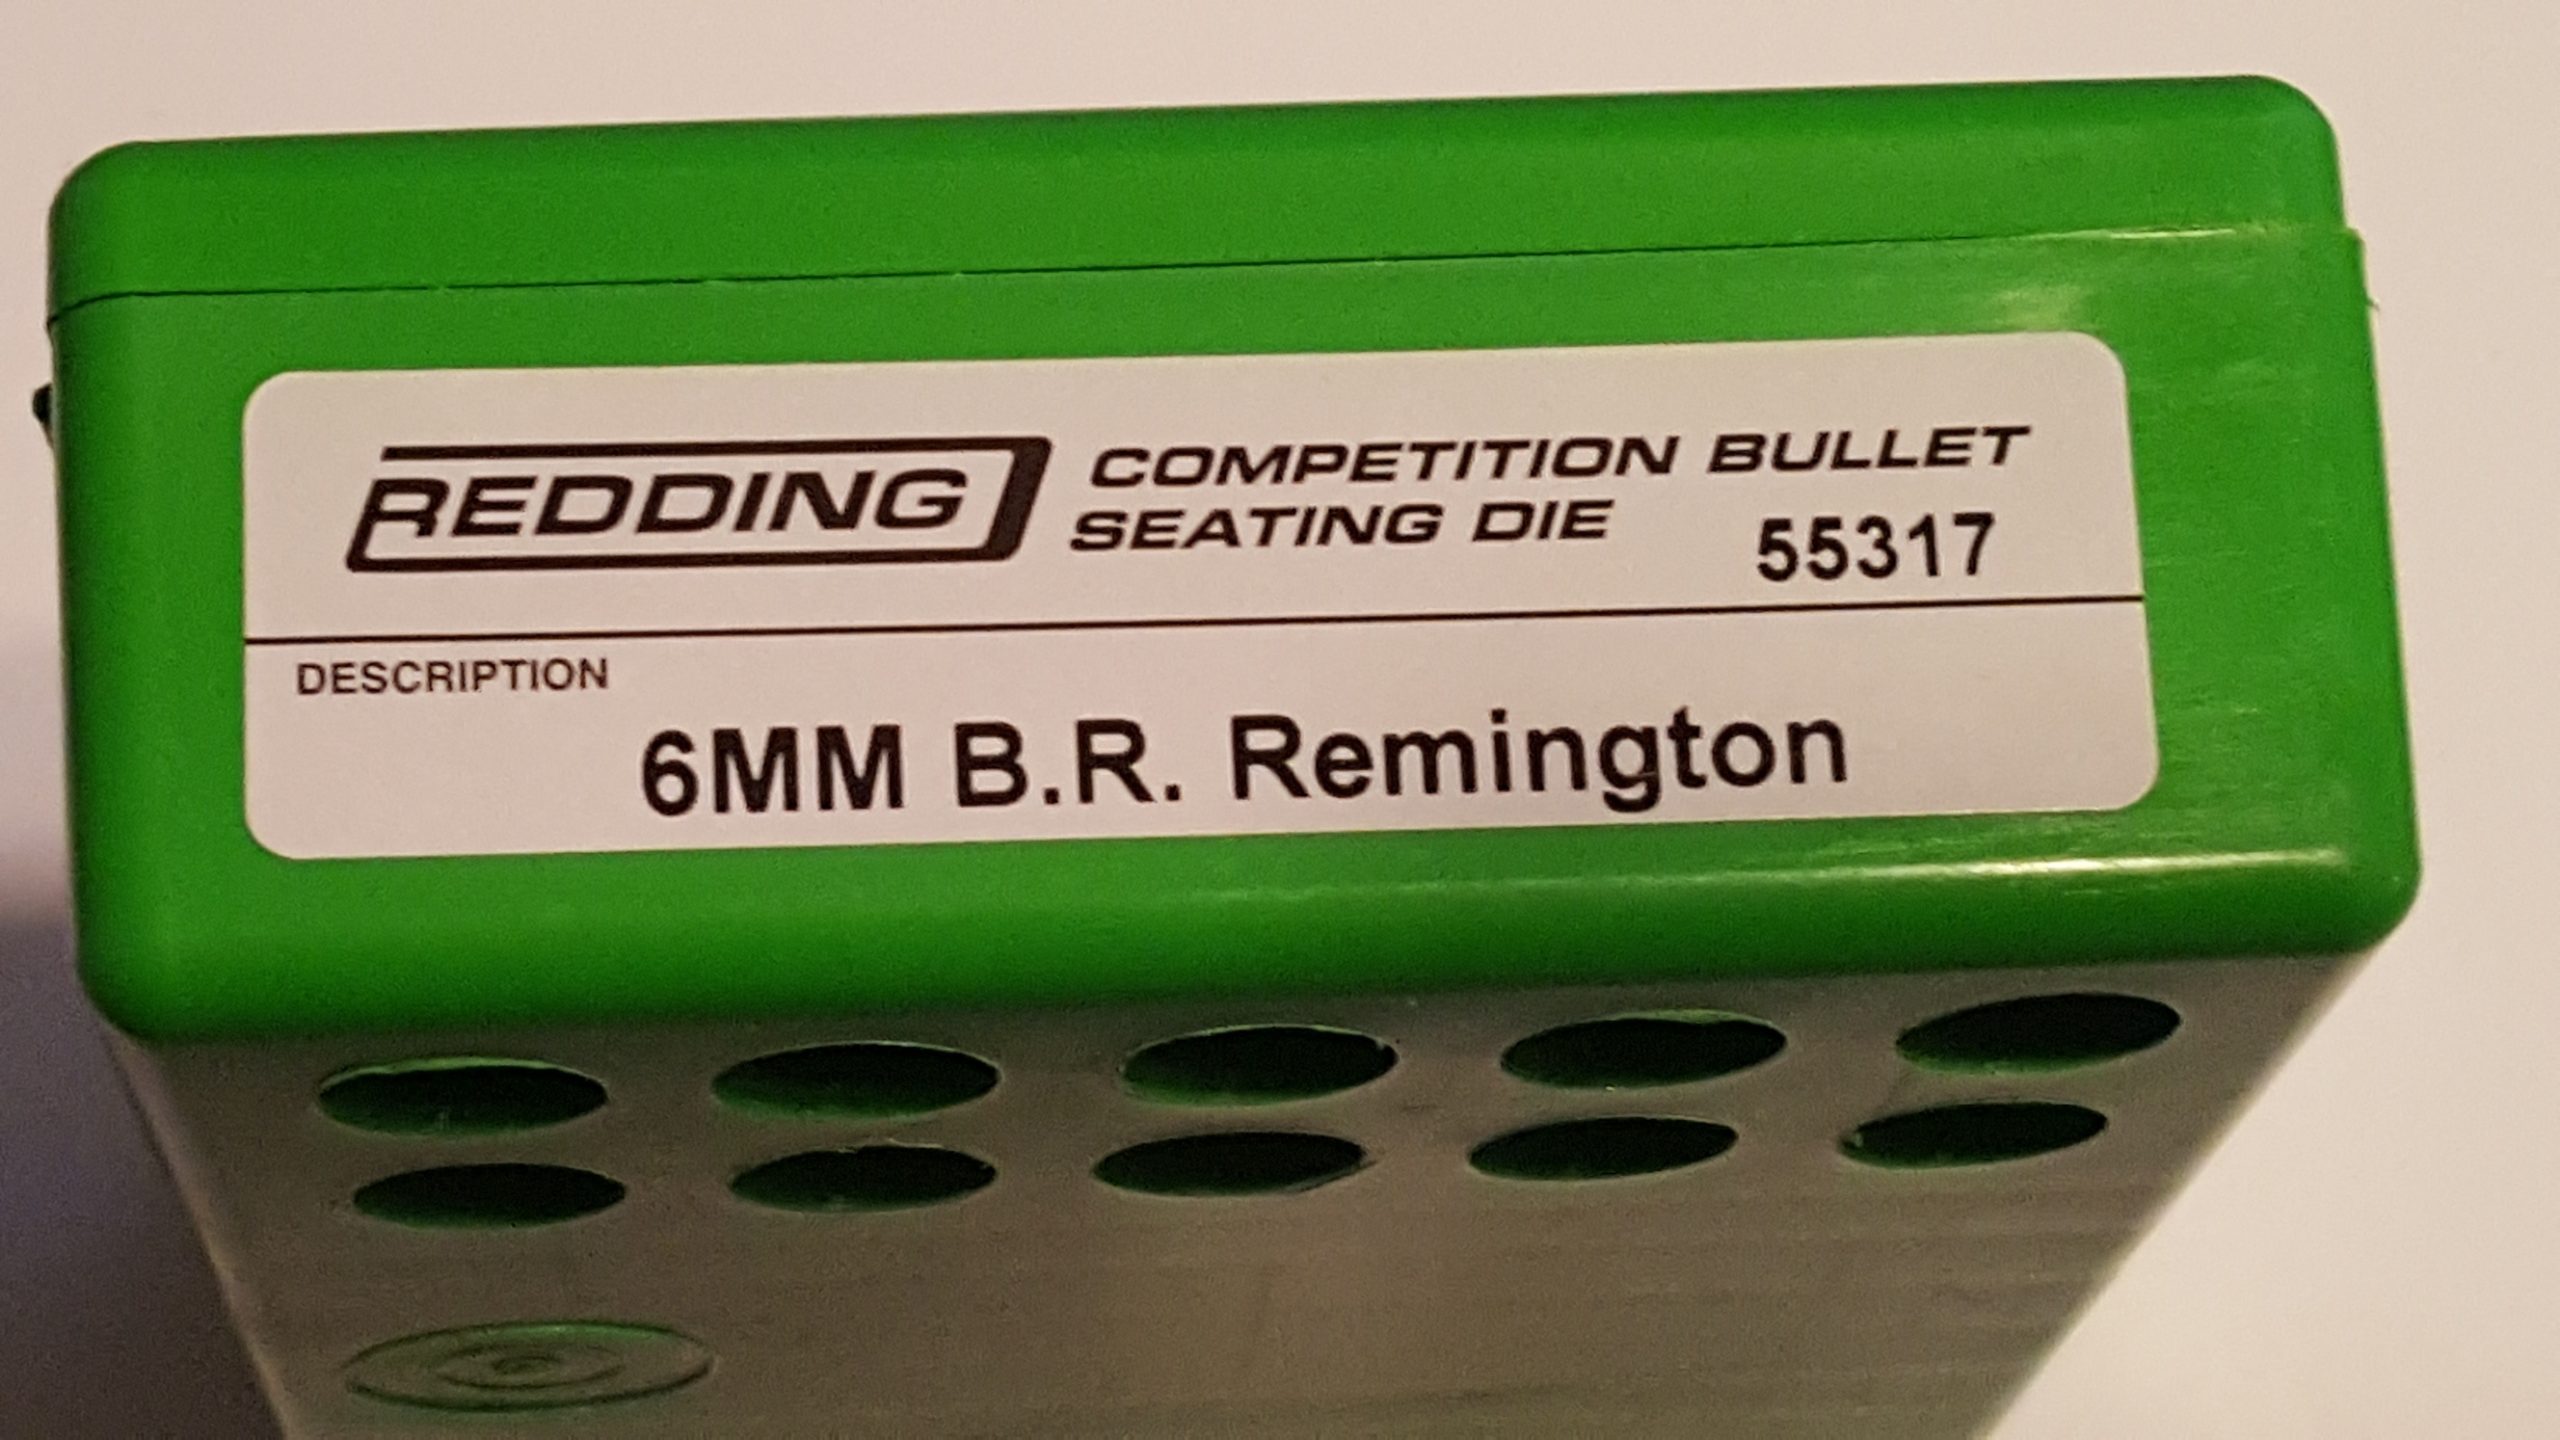 REDDING
COMPETITION BULLET
SEATING DIE
55317
DESCRIPTION
6MM B.R. Remington